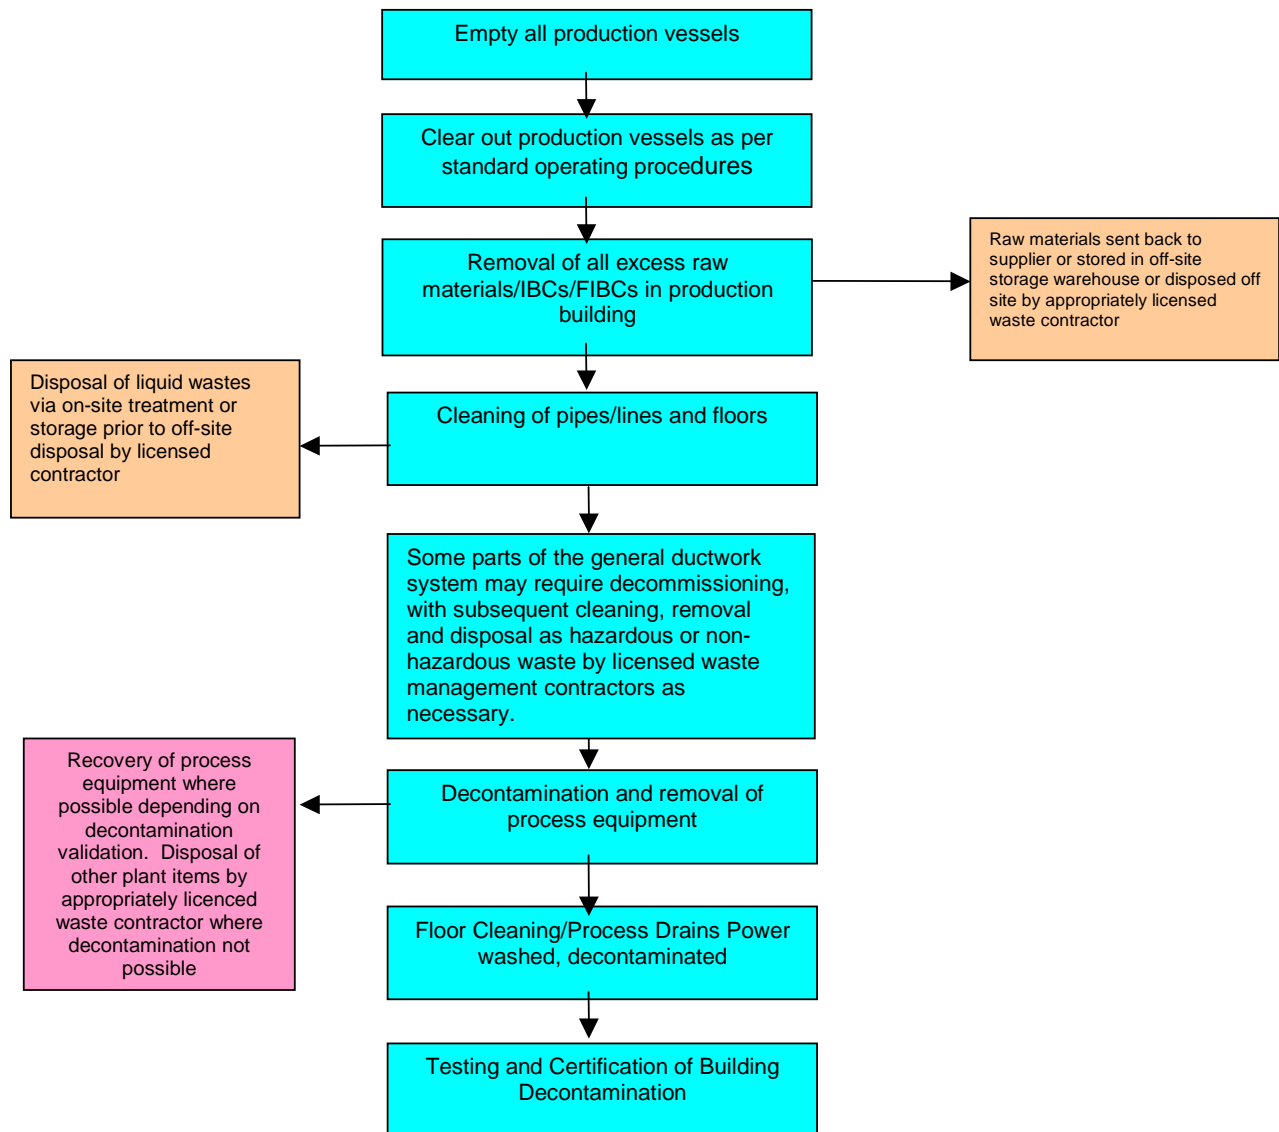 Empty all production vessels
Clear out production vessels as per
standard operating procedures
Removal of all excess raw
materials/IBCs/FIBCs in production
building
Raw materials sent back to
supplier or stored in off-site
storage warehouse or disposed off
site by appropriately licensed
waste contractor
Cleaning of pipes/lines and floors
Disposal of liquid wastes
via on-site treatment or
storage prior to off-site
disposal by licensed
contractor
Some parts of the general ductwork
system may require decommissioning,
with subsequent cleaning, removal
and disposal as hazardous or non-
hazardous waste by licensed waste
management contractors as
necessary.
Decontamination and removal of
process equipment
Recovery of process
equipment where
possible depending on
decontamination
validation.  Disposal of
other plant items by
appropriately licenced
waste contractor where
decontamination not
possible
Floor Cleaning/Process Drains Power
washed, decontaminated
Testing and Certification of Building
Decontamination